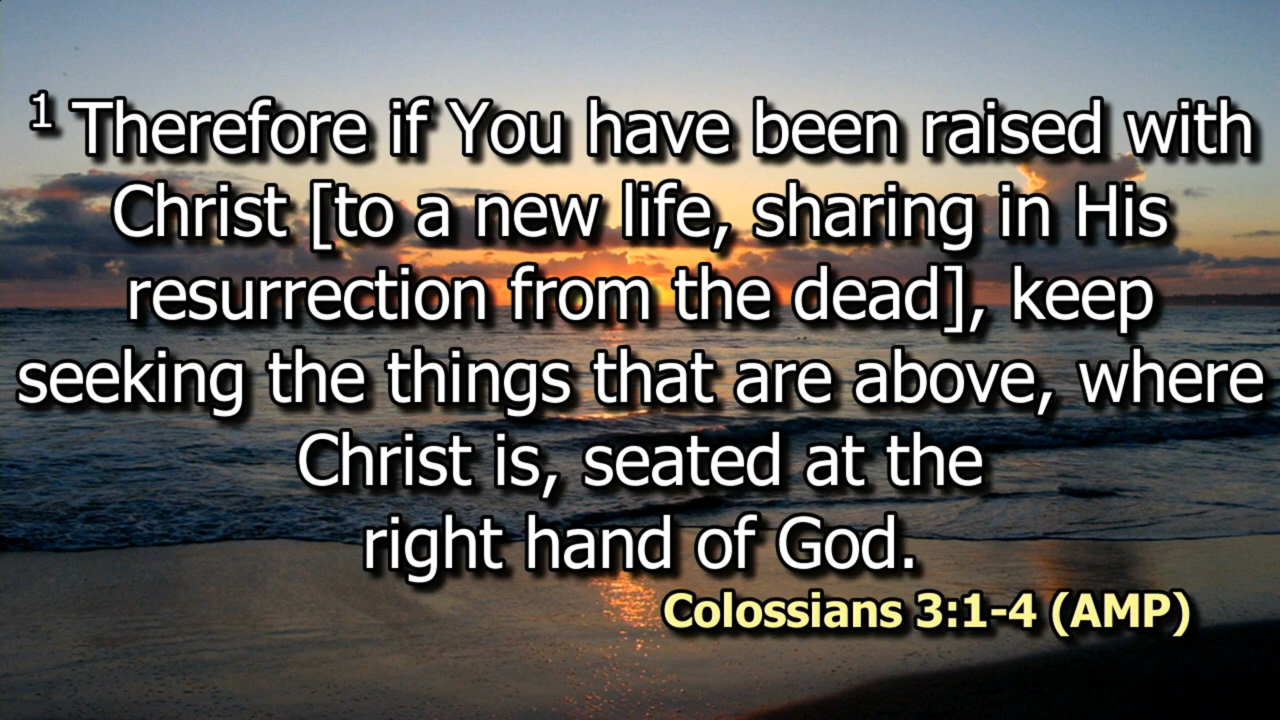 1 Therefore if You have been raised with
Christ [to a new life, sharing in His
resurrection from the dead], keep
seeking the things that are above, where
Christ is, seated at the
right hand of God.
Colossians 3:1-4 (AMP)